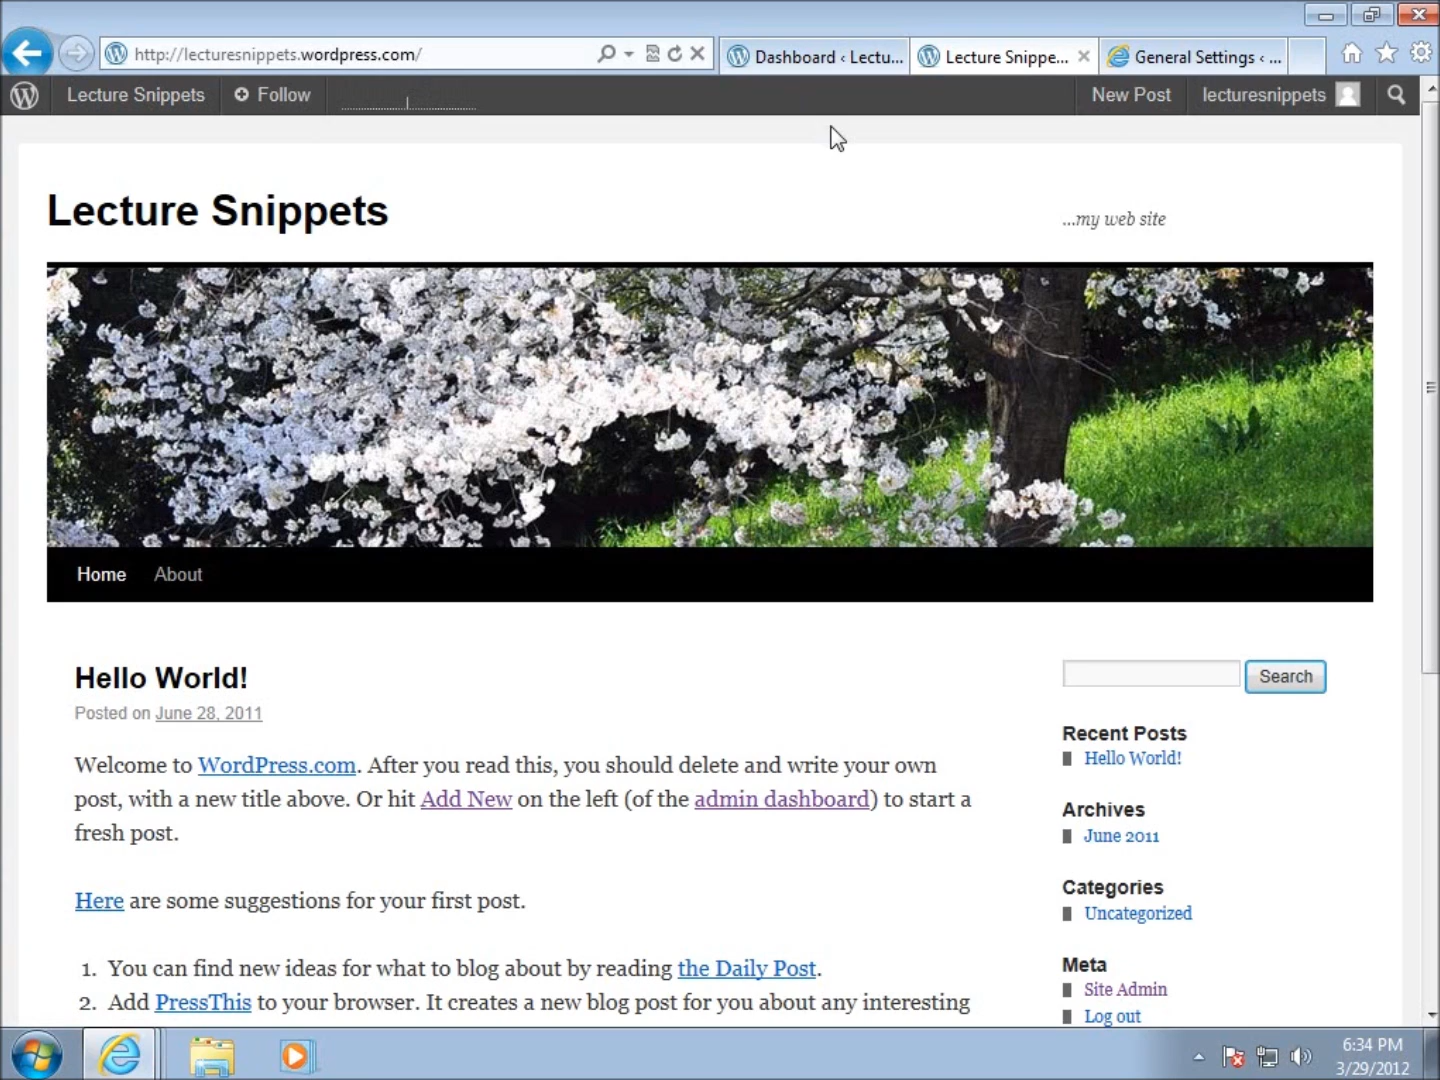 http://lecturesnippets.wordpress.com/
Dashboard ‹ Lectu...
Lecture Snippe...
General Settings ‹ ...
Lecture Snippets
Follow
New Post
lecturesnippets
Lecture Snippets
...my web site
Home
About
Hello World!
Posted on June 28, 2011
Welcome to WordPress.com. After you read this, you should delete and write your own
post, with a new title above. Or hit Add New on the left (of the admin dashboard) to start a
fresh post.
Here are some suggestions for your first post.
1. You can find new ideas for what to blog about by reading the Daily Post.
2. Add PressThis to your browser. It creates a new blog post for you about any interesting
Search
Recent Posts
Hello World!
Archives
June 2011
Categories
Uncategorized
Meta
Site Admin
Log out
6:34 PM
3/29/2012